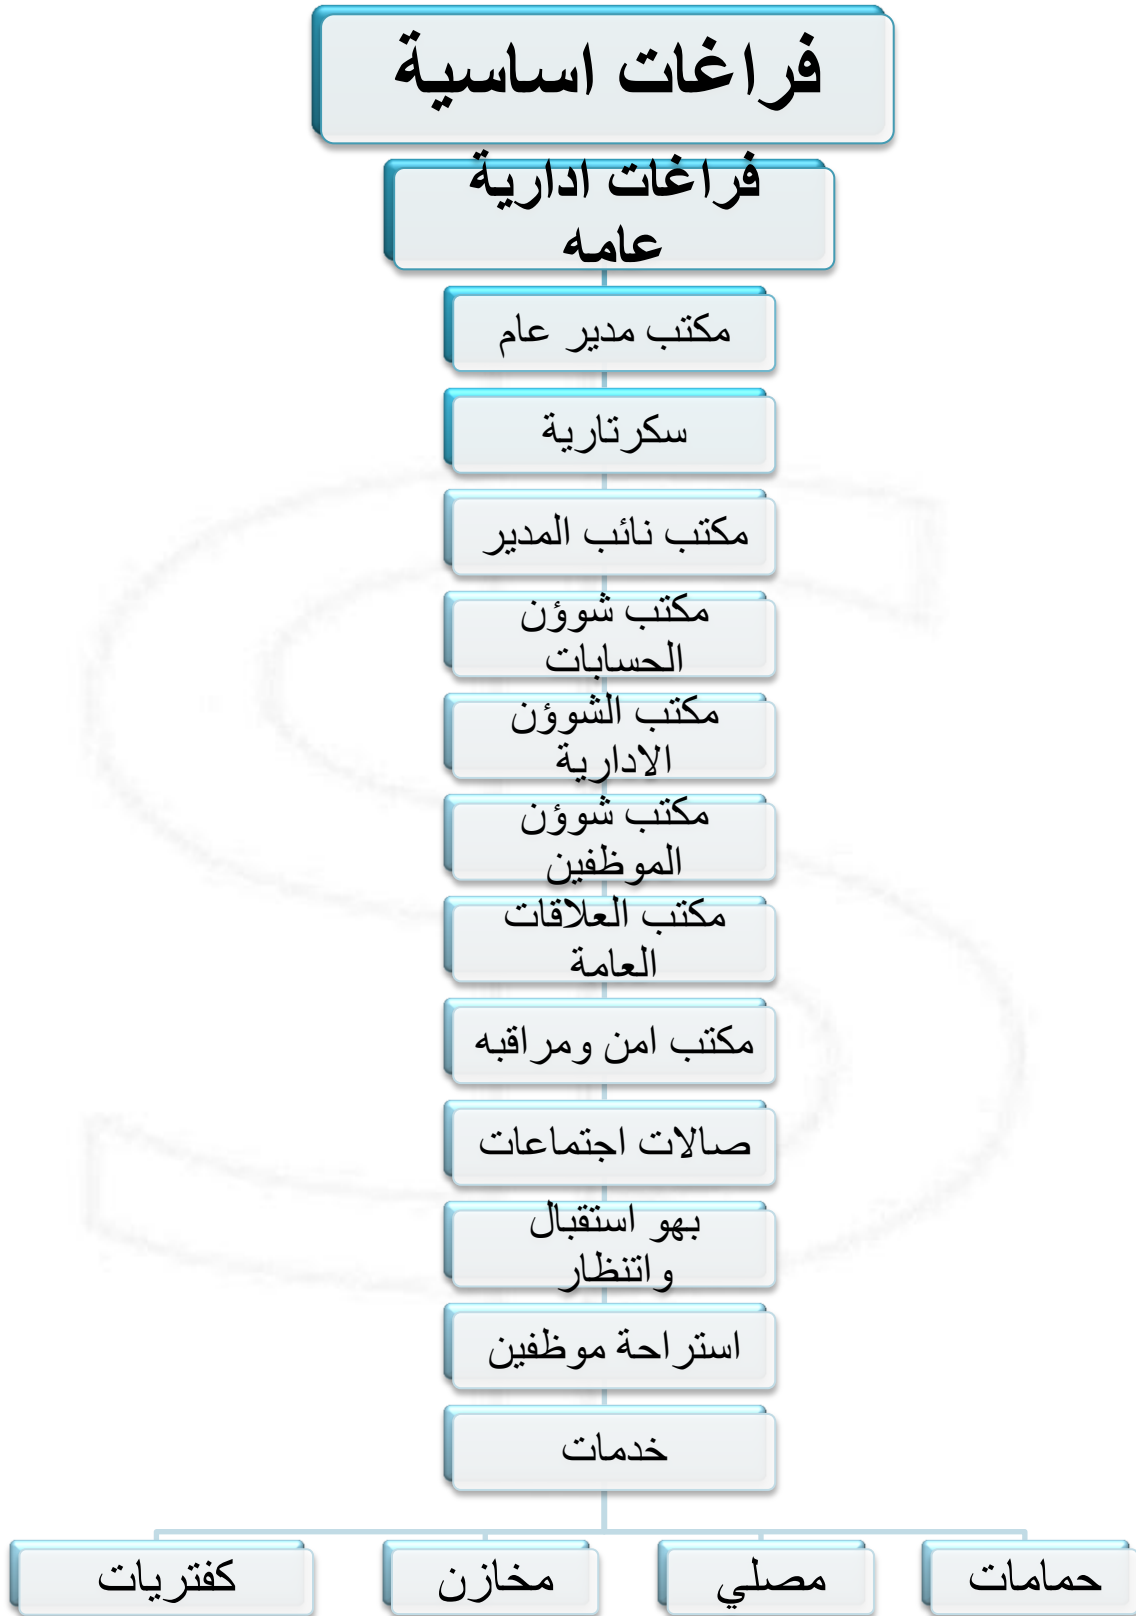 فراغات اساسية
فراغات ادارية
عامه
مكتب مدير عام
سكرتارية
مكتب نائب المدير
مكتب شوؤن
الحسابات
مكتب الشوؤن
الادارية
مكتب شوؤن
الموظفين
مكتب العلاقات
العامة
مكتب امن ومراقبه
صالات اجتماعات
بهو استقبال
واتنظار
استراحة موظفين
خدمات
حمامات
مصلي
مخازن
كفتريات